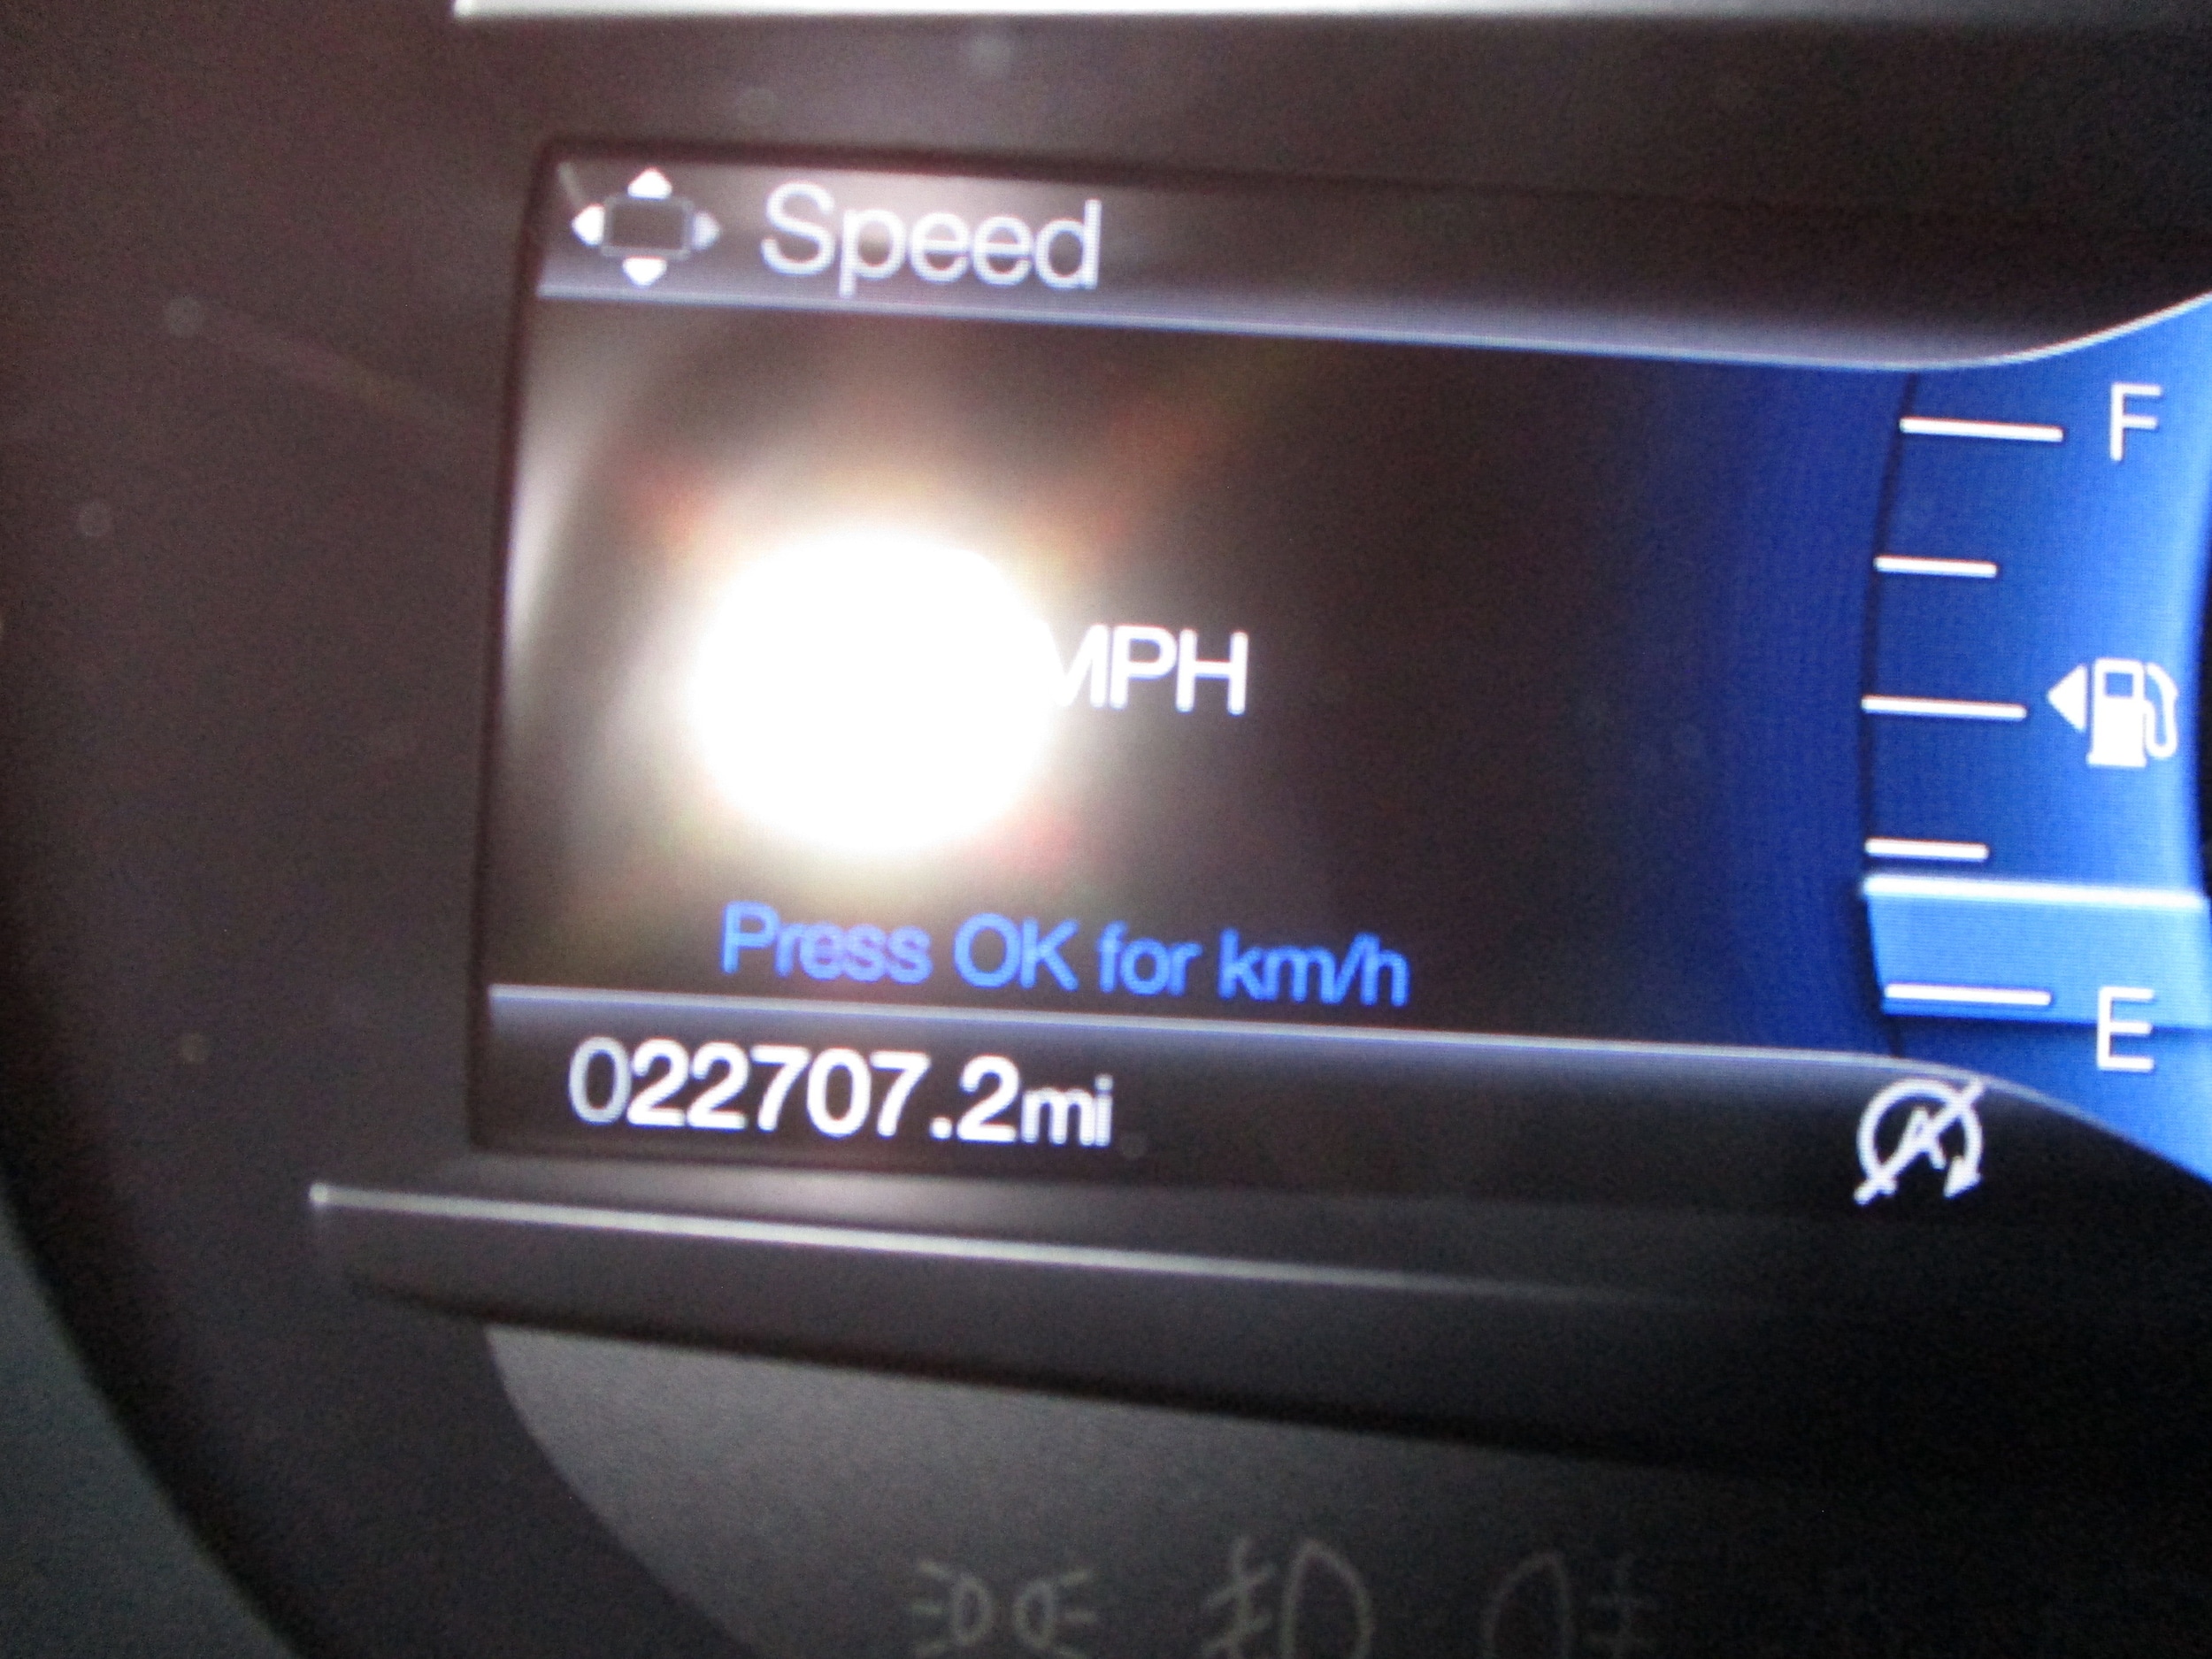 Speed
F
MPH
Press OK for km/h
E
022707.2mi